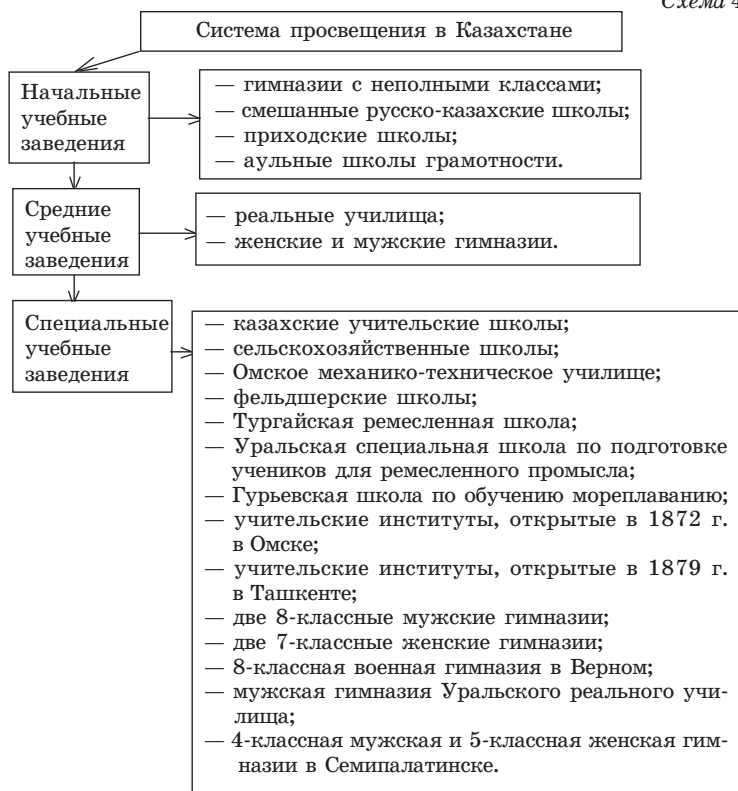 Схема 4
Система просвещения в Казахстане
Начальные
учебные
заведения
— гимназии с неполными классами;
— смешанные русско-казахские школы;
— приходские школы;
— аульные школы грамотности.
Средние
учебные
заведения
— реальные училища;
— женские и мужские гимназии.
Специальные
учебные
заведения
— казахские учительские школы;
— сельскохозяйственные школы;
— Омское механико-техническое училище;
— фельдшерские школы;
— Тургайская ремесленная школа;
— Уральская специальная школа по подготовке
учеников для ремесленного промысла;
— Гурьевская школа по обучению мореплаванию;
— учительские институты, открытые в 1872 г.
в Омске;
— учительские институты, открытые в 1879 г.
в Ташкенте;
— две 8-классные мужские гимназии;
— две 7-классные женские гимназии;
— 8-классная военная гимназия в Верном;
— мужская гимназия Уральского реального учи-
лища;
— 4-классная мужская и 5-классная женская гим-
назии в Семипалатинске.